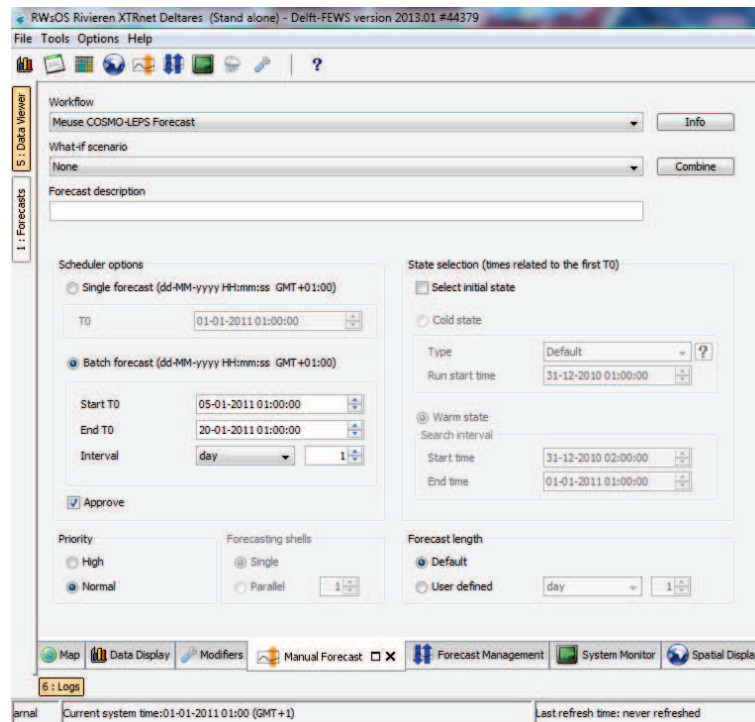 RWsOS Rivieren XTRnet Deltares (Stand alone) - Delft-FEWS version 2013.01 #44379
File Tools Options Help
?
5 : Data Viewer
1 : Forecasts
Workflow
Meuse COSMO-LEPS Forecast
Info
What-if scenario
None
Combine
Forecast description
Scheduler options
Single forecast (dd-MM-yyyy HH:mm:ss GMT+01:00)
T0 01-01-2011 01:00:00
Batch forecast (dd-MM-yyyy HH:mm:ss GMT+01:00)
Start T0 05-01-2011 01:00:00
End T0 20-01-2011 01:00:00
Interval day 1
Approve
State selection (times related to the first T0)
Select initial state
Cold state
Type Default ?
Run start time 31-12-2010 01:00:00
Warm state
Search interval
Start time 31-12-2010 02:00:00
End time 01-01-2011 01:00:00
Priority
High
Normal
Forecasting shells
Single
Parallel 1
Forecast length
Default
User defined day 1
Map Data Display Modifiers Manual Forecast Forecast Management System Monitor Spatial Displa
6 : Logs
arnal Current system time:01-01-2011 01:00 (GMT+1) Last refresh time: never refreshed